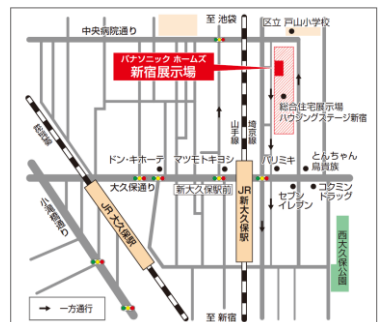 至 池袋
区立 戸山小学校
中央病院通り
パナソニック ホームズ
新宿展示場
総合住宅展示場
ハウジングステージ新宿
山手線
埼京線
総武線
ドン・キホーテ
マツモトキヨシ
パリミキ
とんちゃん
鳥貴族
大久保通り
新大久保駅前
JR 新大久保駅
セブン
イレブン
コクミン
ドラッグ
小滝橋通り
JR 大久保駅
西大久保公園
一方通行
至 新宿